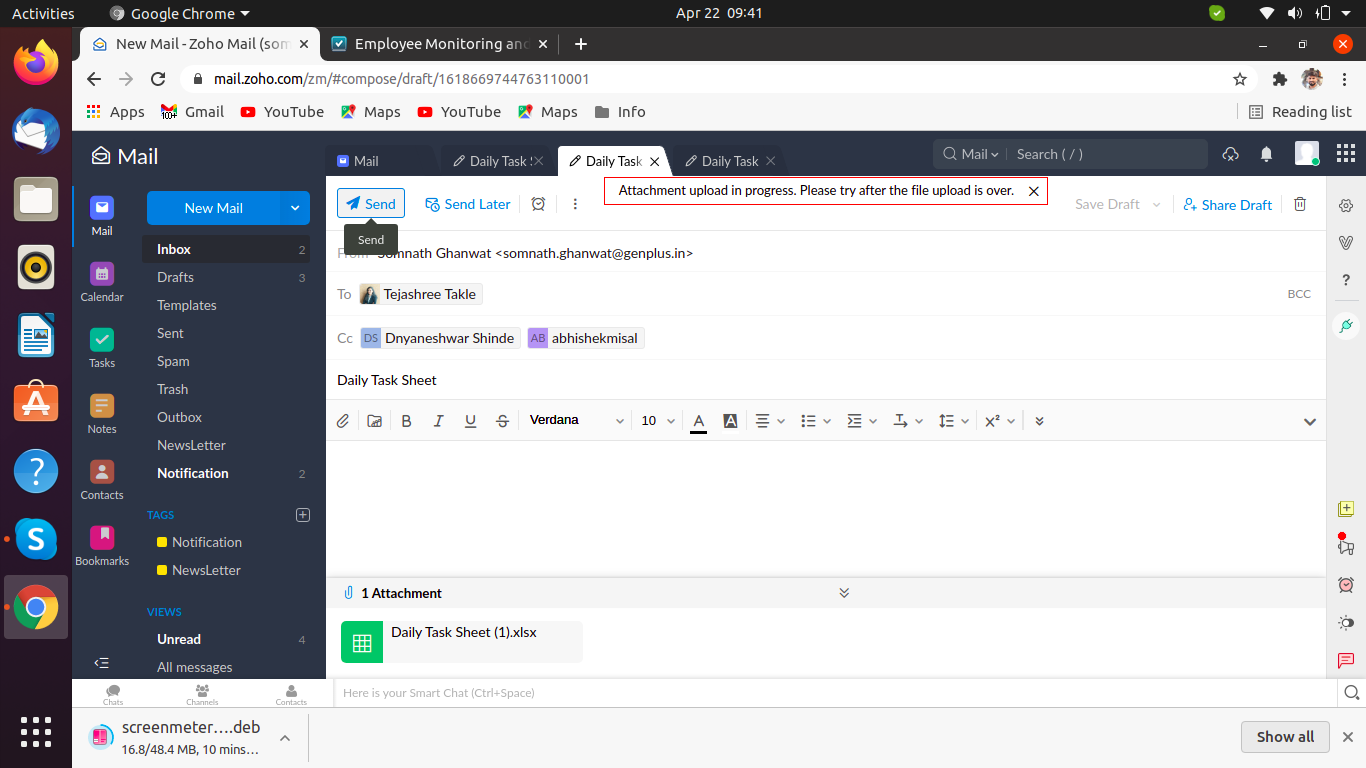 Activities Google Chrome Apr 22 09:41
New Mail - Zoho Mail (som Employee Monitoring and
mail.zoho.com/zm/#compose/draft/1618669744763110001
Apps Gmail YouTube Maps YouTube Maps Info Reading list
100+
Mail
Mail Daily Task S Daily Task Daily Task Mail Search ( / )
Attachment upload in progress. Please try after the file upload is over.
New Mail
Send Send Later Save Draft Share Draft
Send
From Somnath Ghanwat <somnath.ghanwat@genplus.in>
To Tejashree Takle BCC
Cc DS Dnyaneshwar Shinde AB abhishekmisal
Daily Task Sheet
B I U S Verdana 10 A A X²
1 Attachment
Daily Task Sheet (1).xlsx
Mail
Calendar
Tasks
Notes
Contacts
Bookmarks
Inbox 2
Drafts 3
Templates
Sent
Spam
Trash
Outbox
NewsLetter
Notification 2
TAGS
Notification
NewsLetter
VIEWS
Unread 4
All messages
Chats Channels Contacts
Here is your Smart Chat (Ctrl+Space)
screenmeter....deb
16.8/48.4 MB, 10 mins...
Show all